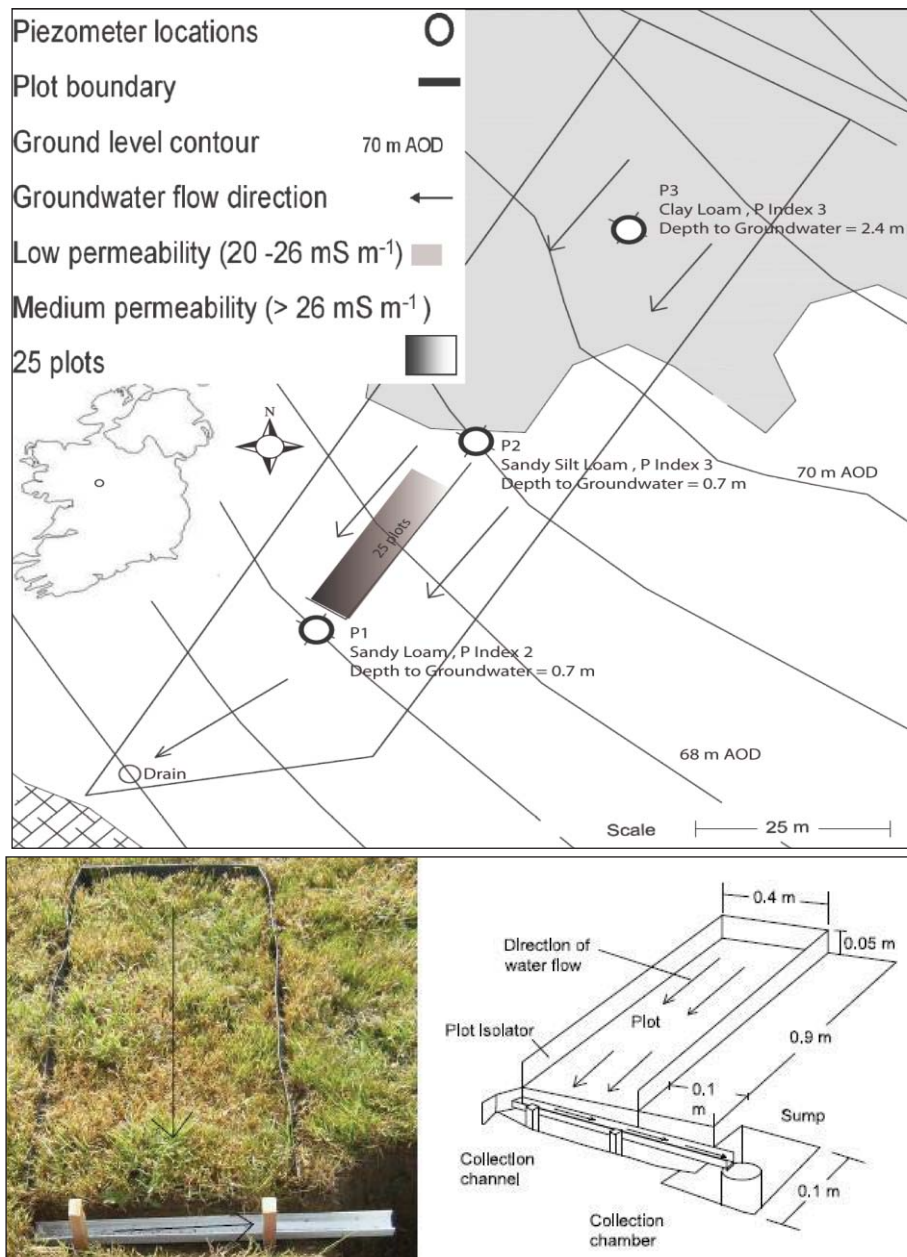 Piezometer locations
Plot boundary
Ground level contour 70 m AOD
Groundwater flow direction
Low permeability (20 -26 mS m⁻¹)
Medium permeability (> 26 mS m⁻¹ )
25 plots
N
P3
Clay Loam , P Index 3
Depth to Groundwater = 2.4 m
P2
Sandy Silt Loam , P Index 3
Depth to Groundwater = 0.7 m
70 m AOD
25 plots
P1
Sandy Loam , P Index 2
Depth to Groundwater = 0.7 m
Drain
68 m AOD
Scale 25 m
0.4 m
0.05 m
Direction of
water flow
Plot
Plot Isolator
0.9 m
0.1
m
Sump
Collection
channel
0.1 m
Collection
chamber